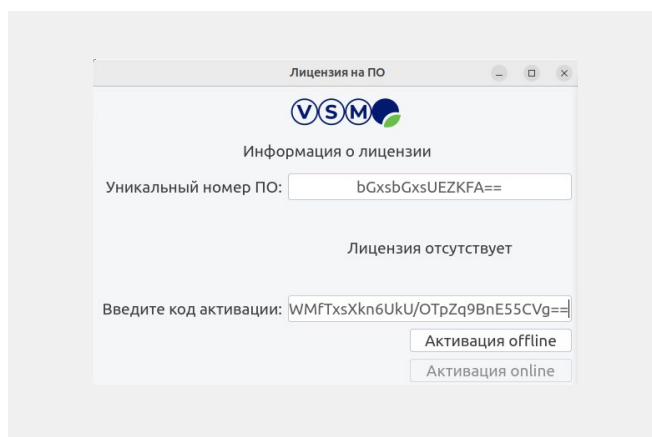 Лицензия на ПО
VSM
Информация о лицензии
Уникальный номер ПО: bGxsbGxsUEZKFA==
Лицензия отсутствует
Введите код активации: WMfTxsXkn6UkU/OTpZq9BnE55CVg==
Активация offline
Активация online